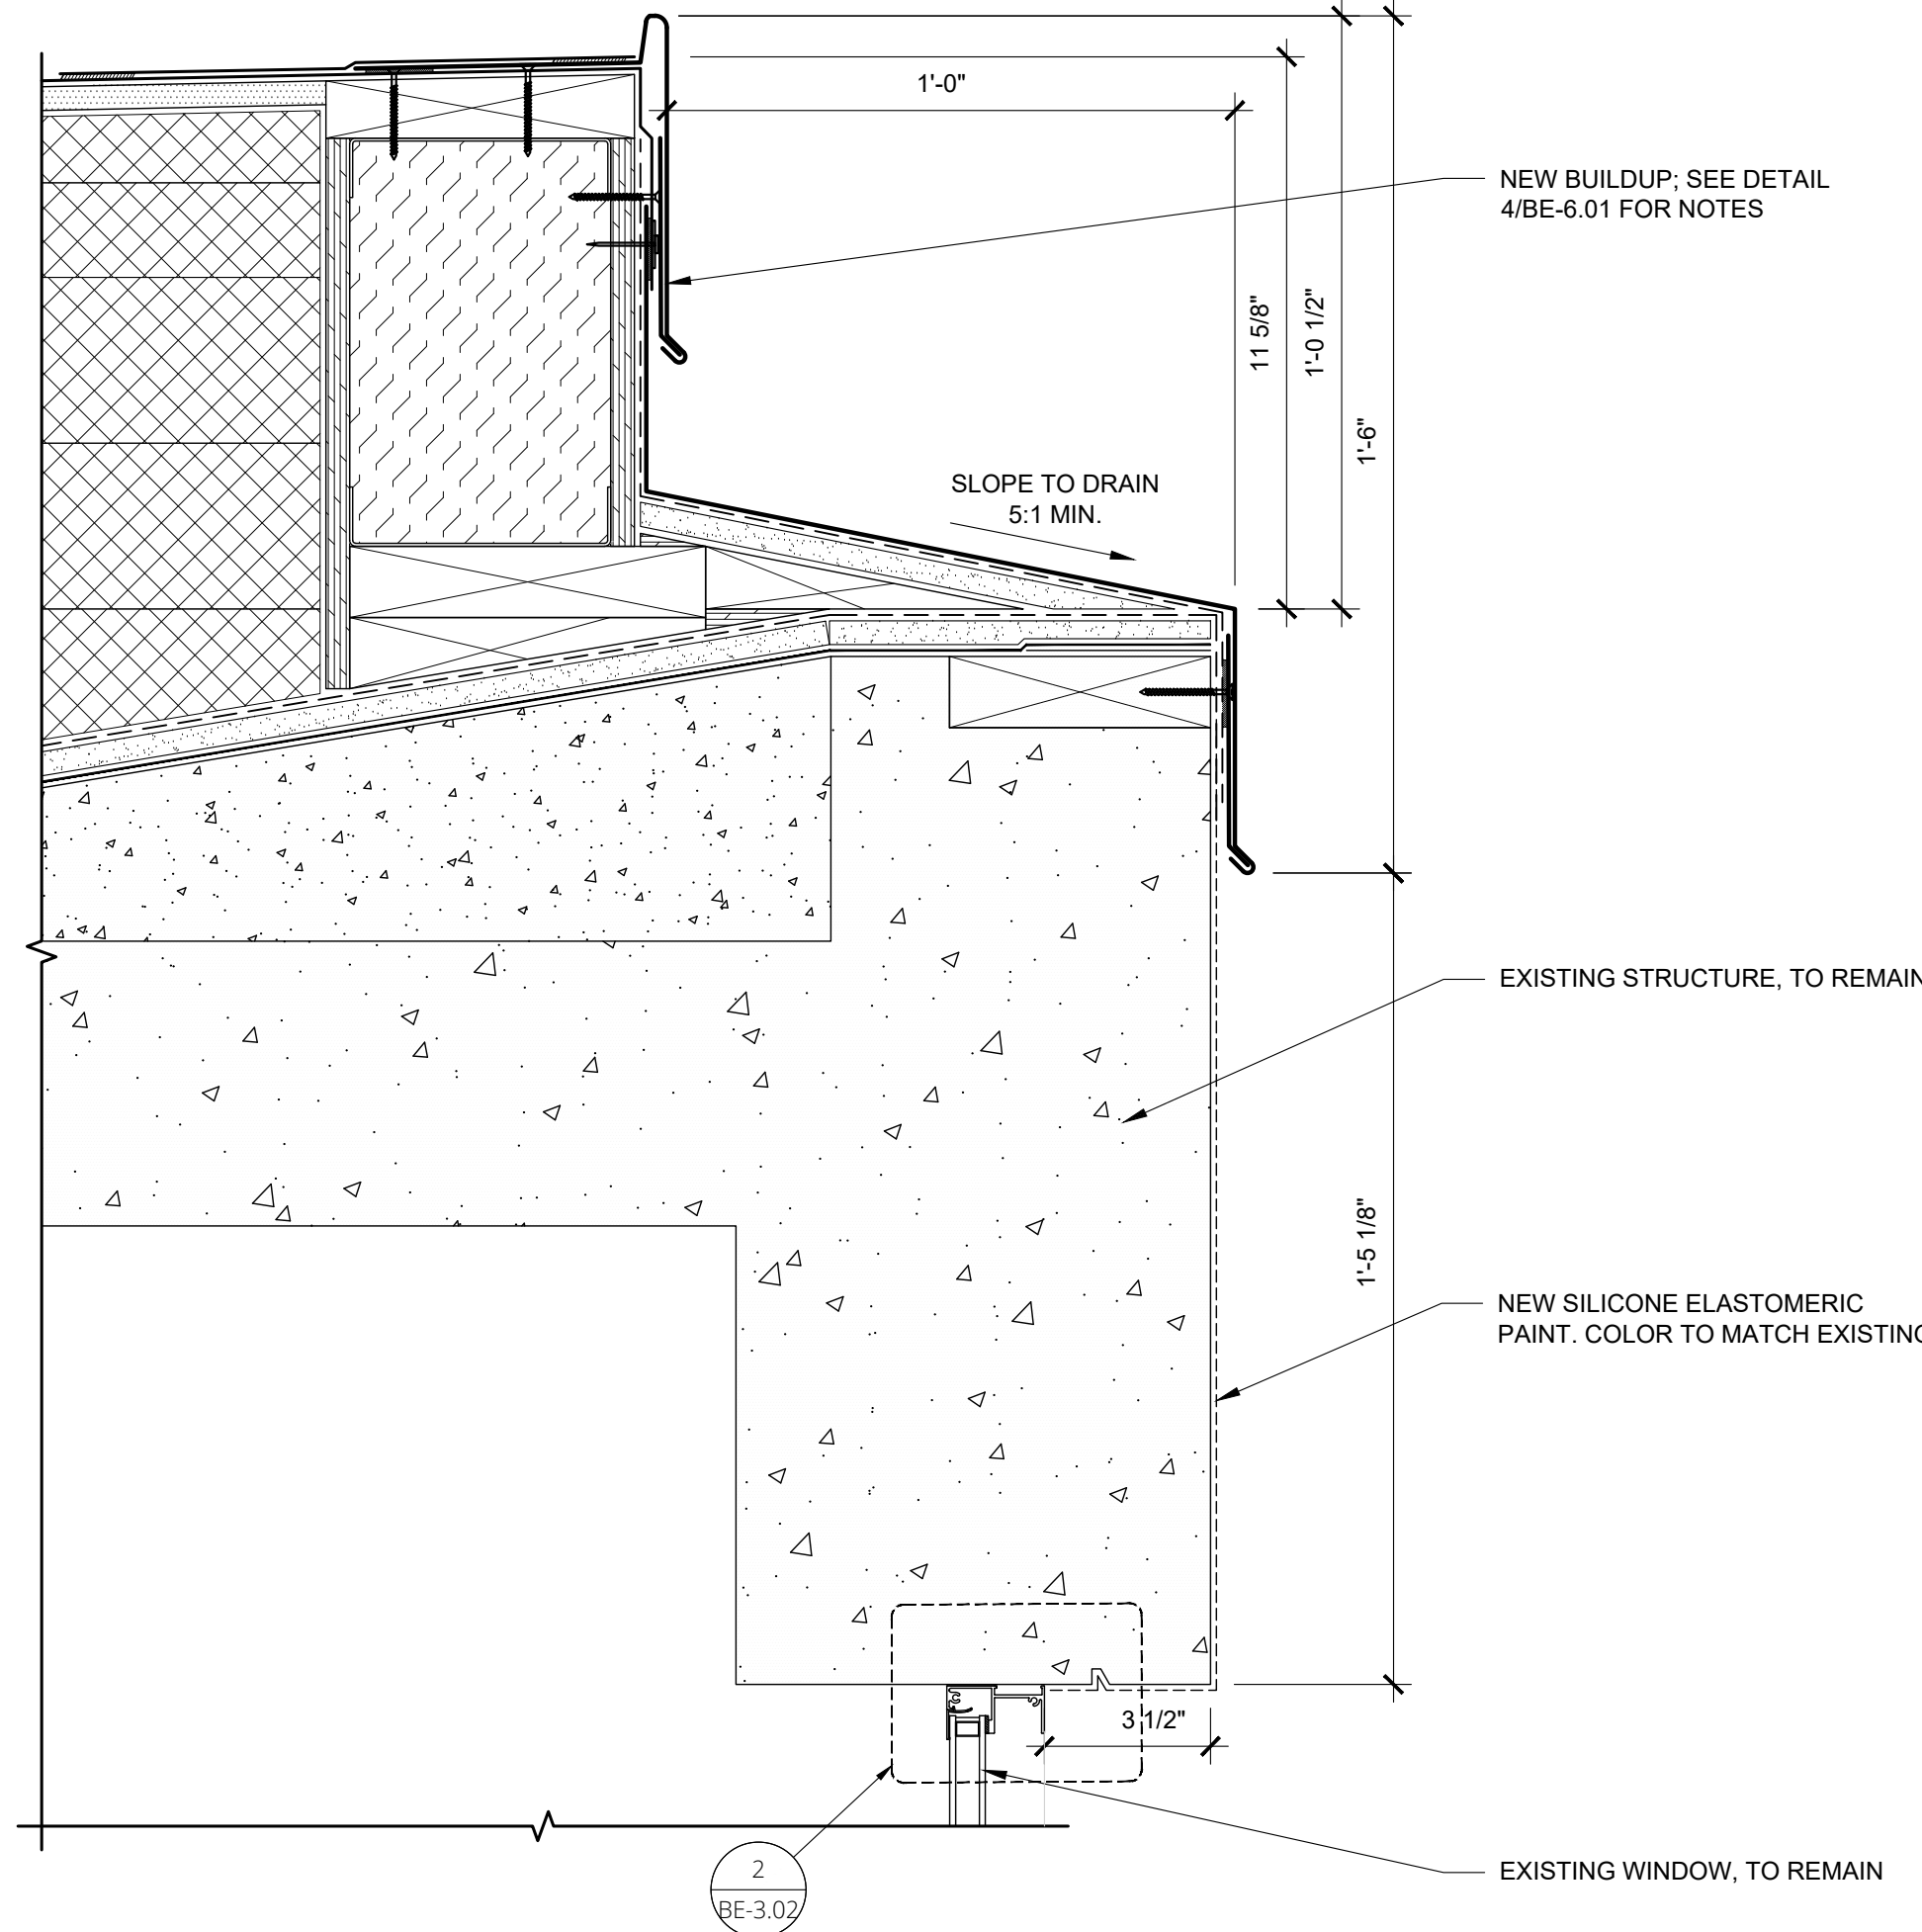 1'-0"
NEW BUILDUP; SEE DETAIL
4/BE-6.01 FOR NOTES
11 5/8"
1'-0 1/2"
1'-6"
SLOPE TO DRAIN
5:1 MIN.
EXISTING STRUCTURE, TO REMAIN
1'-5 1/8"
NEW SILICONE ELASTOMERIC
PAINT. COLOR TO MATCH EXISTING
3 1/2"
2
BE-3.02
EXISTING WINDOW, TO REMAIN